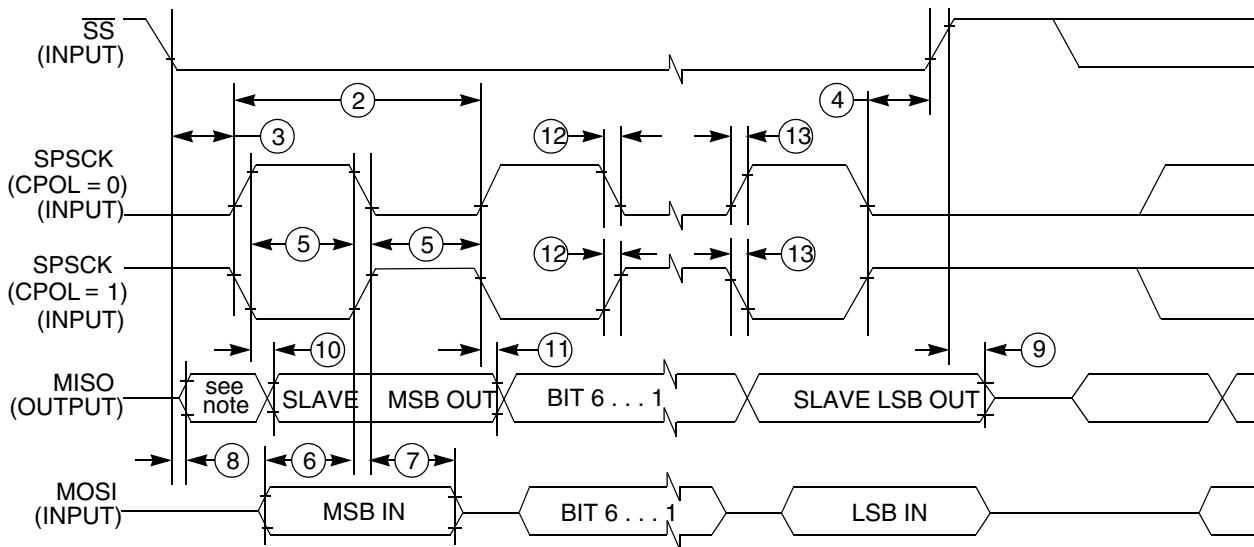 SS
(INPUT)
2
4
3
12
13
SPSCK
(CPOL = 0)
(INPUT)
5
5
12
13
SPSCK
(CPOL = 1)
(INPUT)
10
11
9
MISO
(OUTPUT)
see
note
SLAVE
MSB OUT
BIT 6 . . . 1
SLAVE LSB OUT
8
6
7
MOSI
(INPUT)
MSB IN
BIT 6 . . . 1
LSB IN